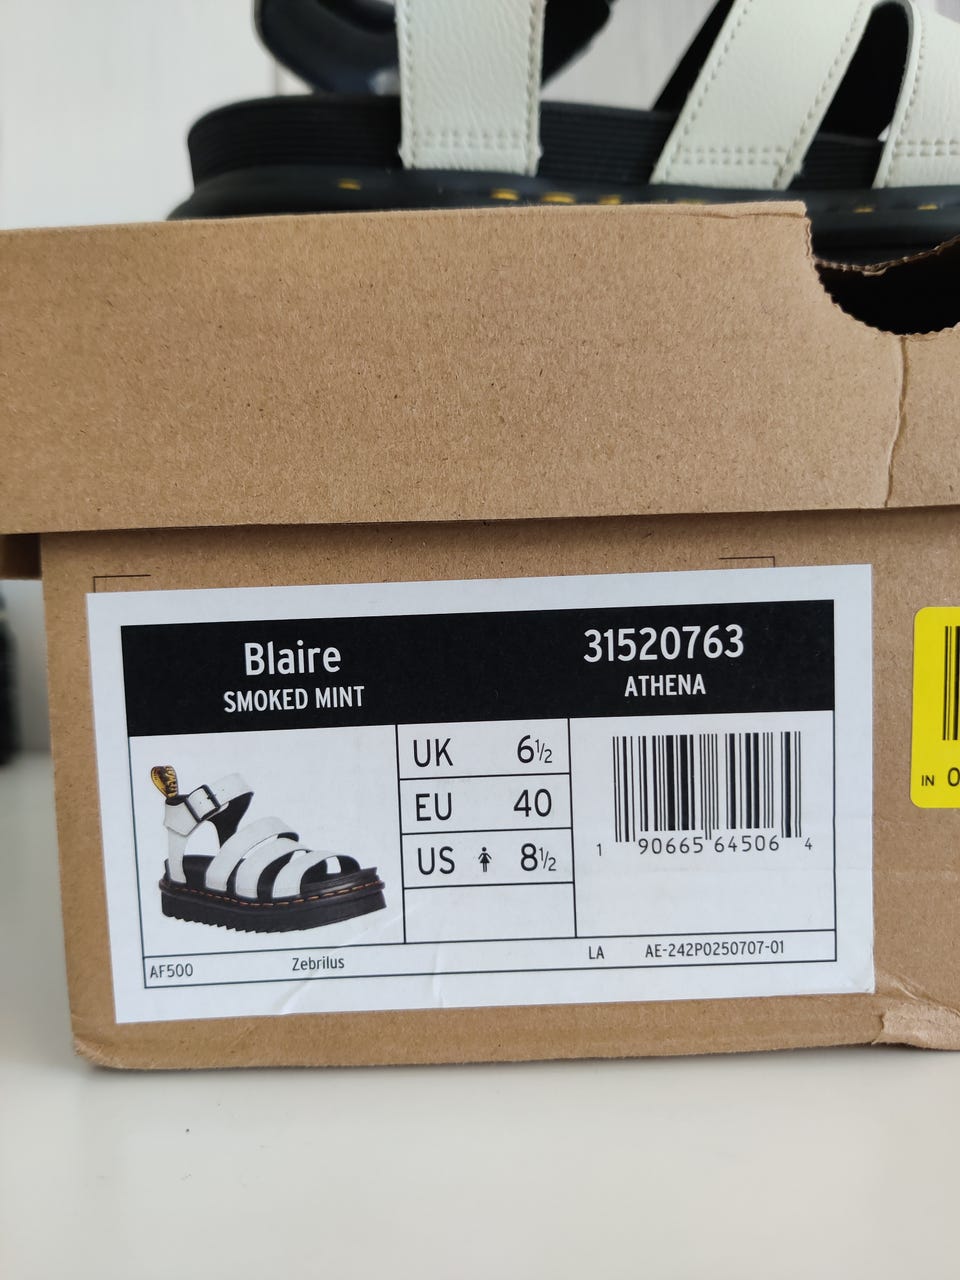 Blaire
SMOKED MINT
31520763
ATHENA
UK 6½
EU 40
US 8½
1 90665 64506 4
AF500 Zebrilus LA AE-242P0250707-01
IN 0